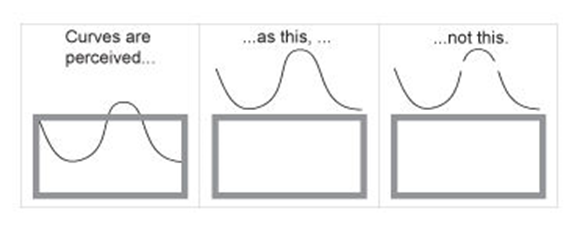 Curves are
perceived...
...as this, ...
...not this.